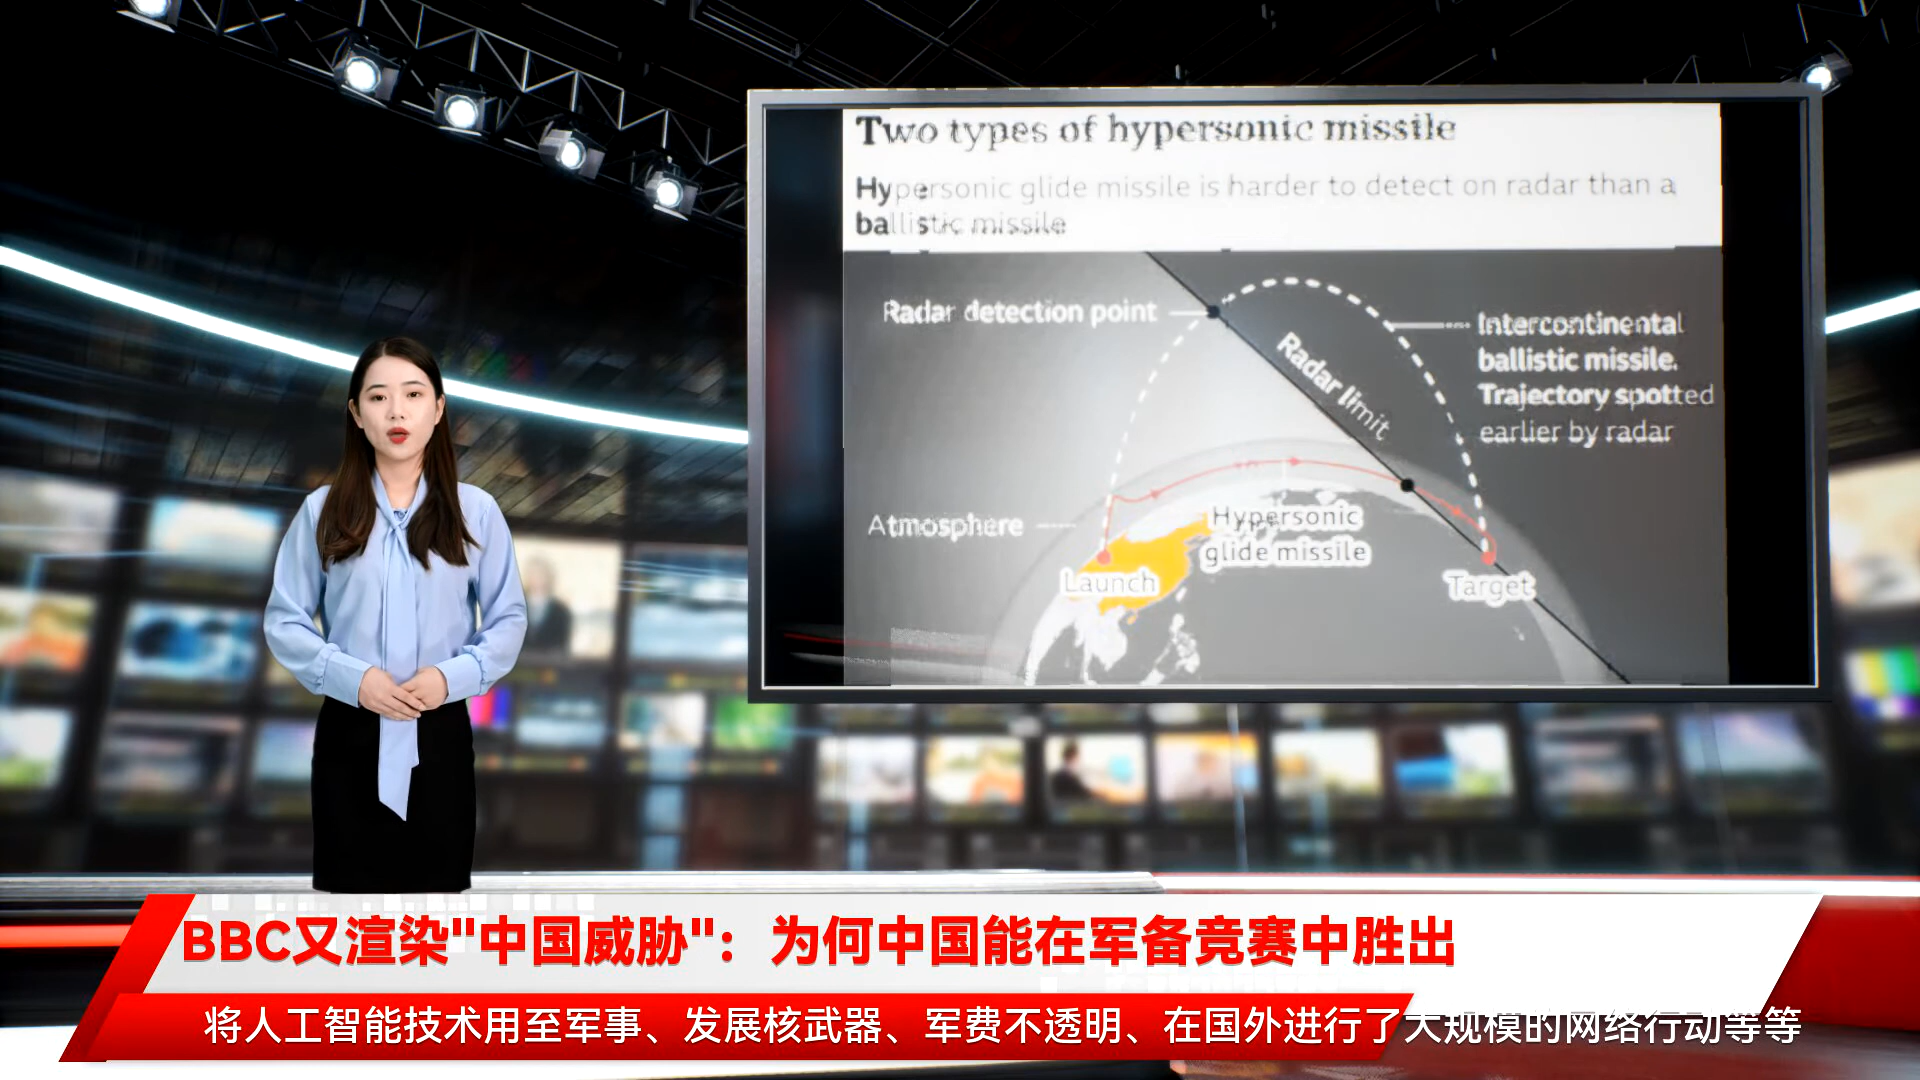 Two types of hypersonic missile
Hypersonic glide missile is harder to detect on radar than a
ballistic missile
Radar detection point
Radar limit
Intercontinental
ballistic missile.
Trajectory spotted
earlier by radar
Atmosphere
Hypersonic
glide missile
Launch
Target
BBC又渲染"中国威胁"：为何中国能在军备竞赛中胜出
将人工智能技术用至军事、发展核武器、军费不透明、在国外进行了大规模的网络行动等等